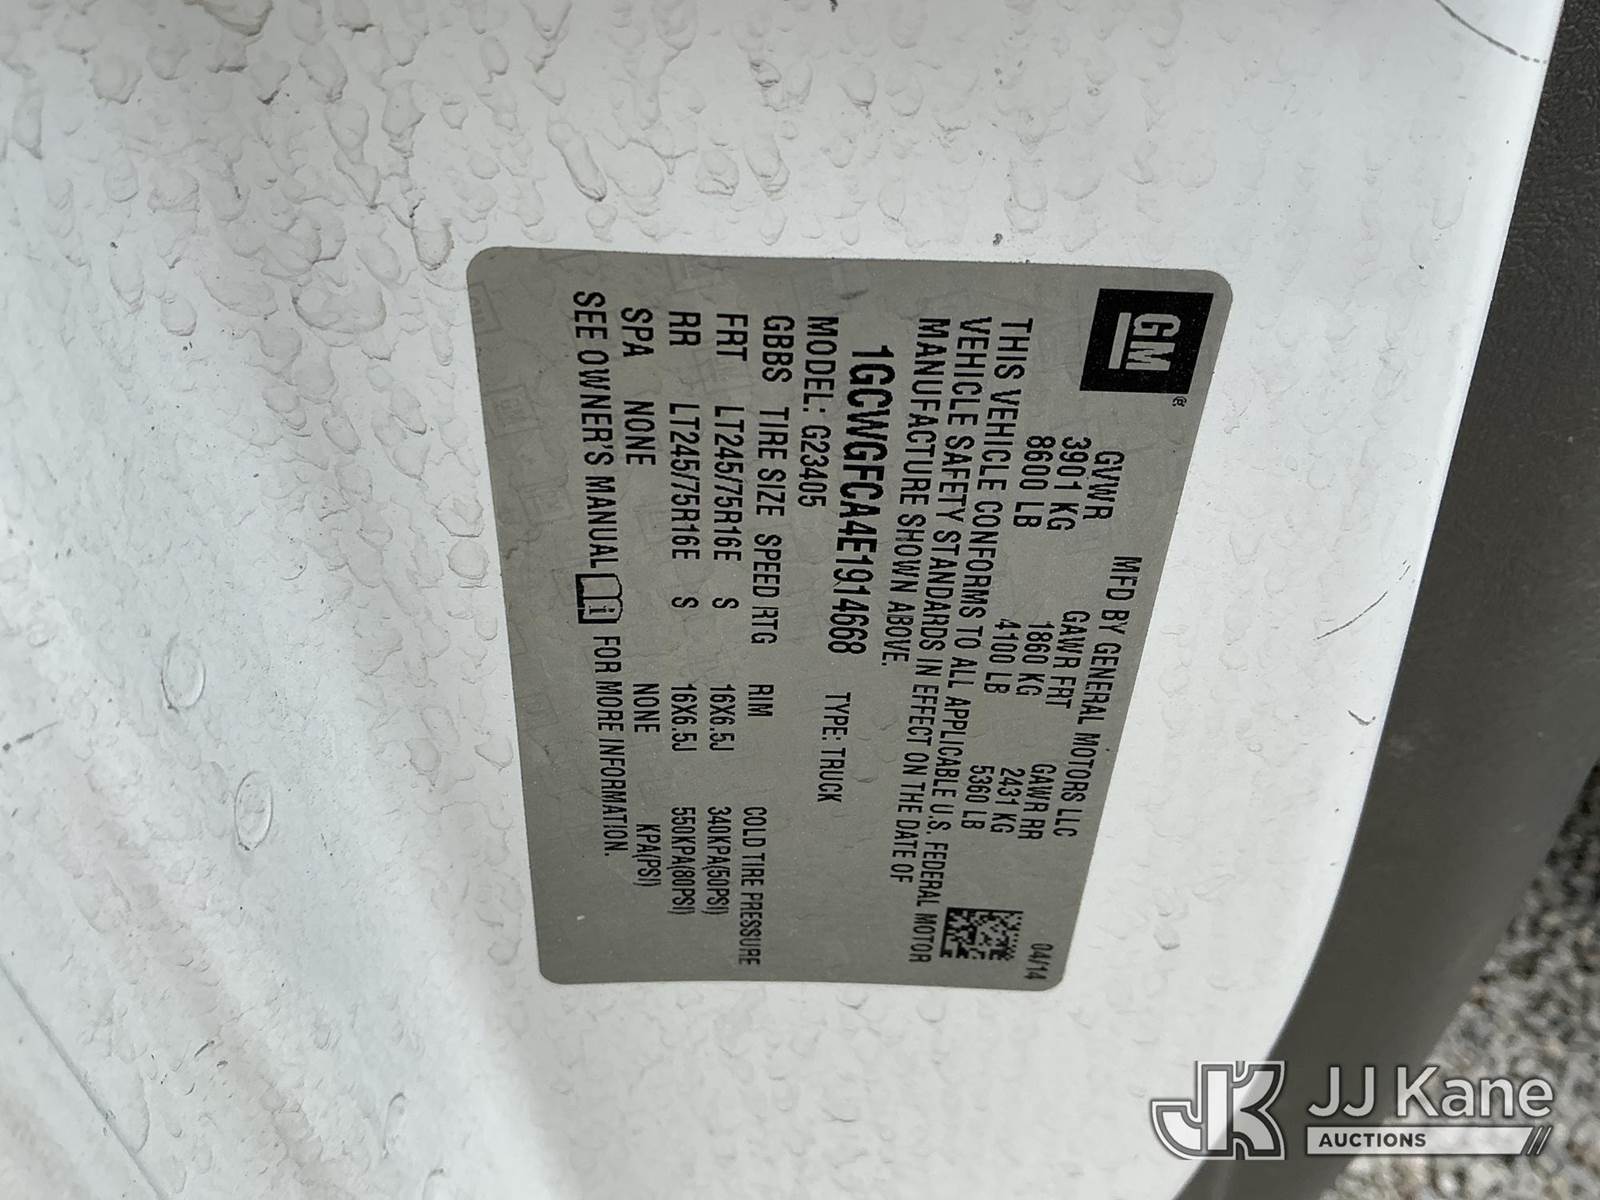 GM
MFD BY GENERAL MOTORS LLC 04/14
GVWR GAWR FRT GAWR RR
3901 KG 1860 KG 2431 KG
8600 LB 4100 LB 5360 LB
THIS VEHICLE CONFORMS TO ALL APPLICABLE U.S. FEDERAL MOTOR
VEHICLE SAFETY STANDARDS IN EFFECT ON THE DATE OF
MANUFACTURE SHOWN ABOVE.
1GCWGFCA4E1914668 TYPE: TRUCK
MODEL: G23405
GBBS TIRE SIZE SPEED RTG RIM COLD TIRE PRESSURE
FRT LT245/75R16E S 16X6.5J 340KPA(50PSI)
RR LT245/75R16E S 16X6.5J 550KPA(80PSI)
SPA NONE NONE KPA(PSI)
SEE OWNER'S MANUAL i FOR MORE INFORMATION.
JK JJ Kane
AUCTIONS